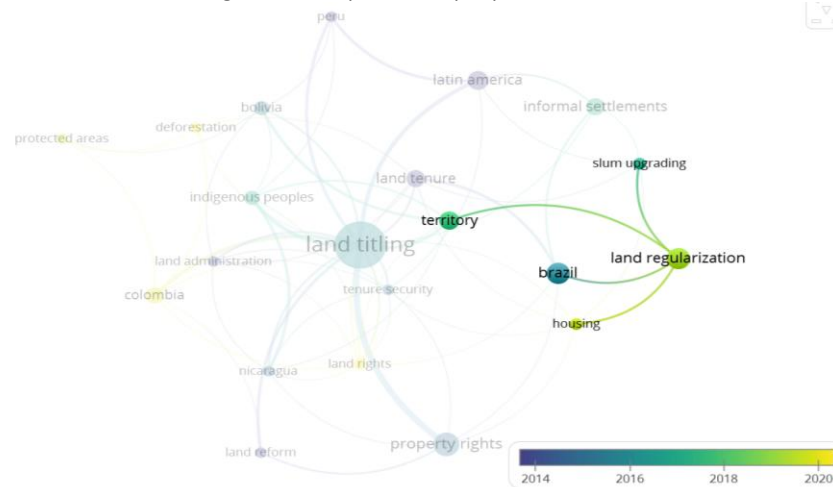 peru
latin america
bolivia
informal settlements
deforestation
protected areas
slum upgrading
land tenure
indigenous peoples
territory
land titling
land regularization
land administration
brazil
tenure security
colombia
housing
land rights
nicaragua
property rights
land reform
2014 2016 2018 2020